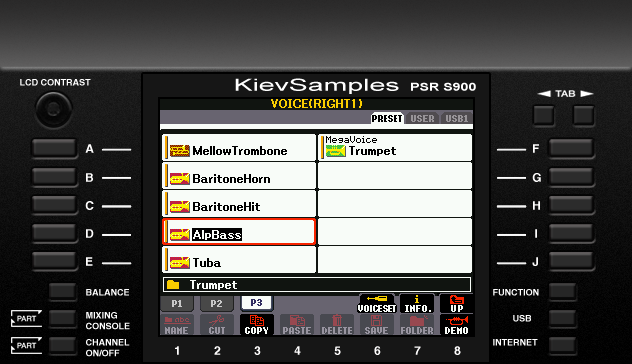 LCD CONTRAST
KievSamples PSR S900
◄ TAB ►
VOICE(RIGHT1)
PRESET USER USB1
A
MellowTrombone
MegaVoice
Trumpet
F
B
BaritoneHorn
G
C
BaritoneHit
H
D
AlpBass
I
E
Tuba
J
Trumpet
BALANCE
P1 P2 P3
VOICESET INFO. UP
FUNCTION
PART
MIXING
CONSOLE
NAME CUT COPY PASTE DELETE SAVE FOLDER DEMO
USB
PART
CHANNEL
ON/OFF
1 2 3 4 5 6 7 8
INTERNET